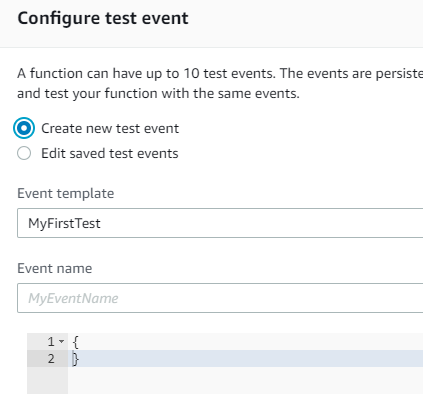 Configure test event
A function can have up to 10 test events. The events are persiste
and test your function with the same events.
Create new test event
Edit saved test events
Event template
MyFirstTest
Event name
MyEventName
1 {
2 }